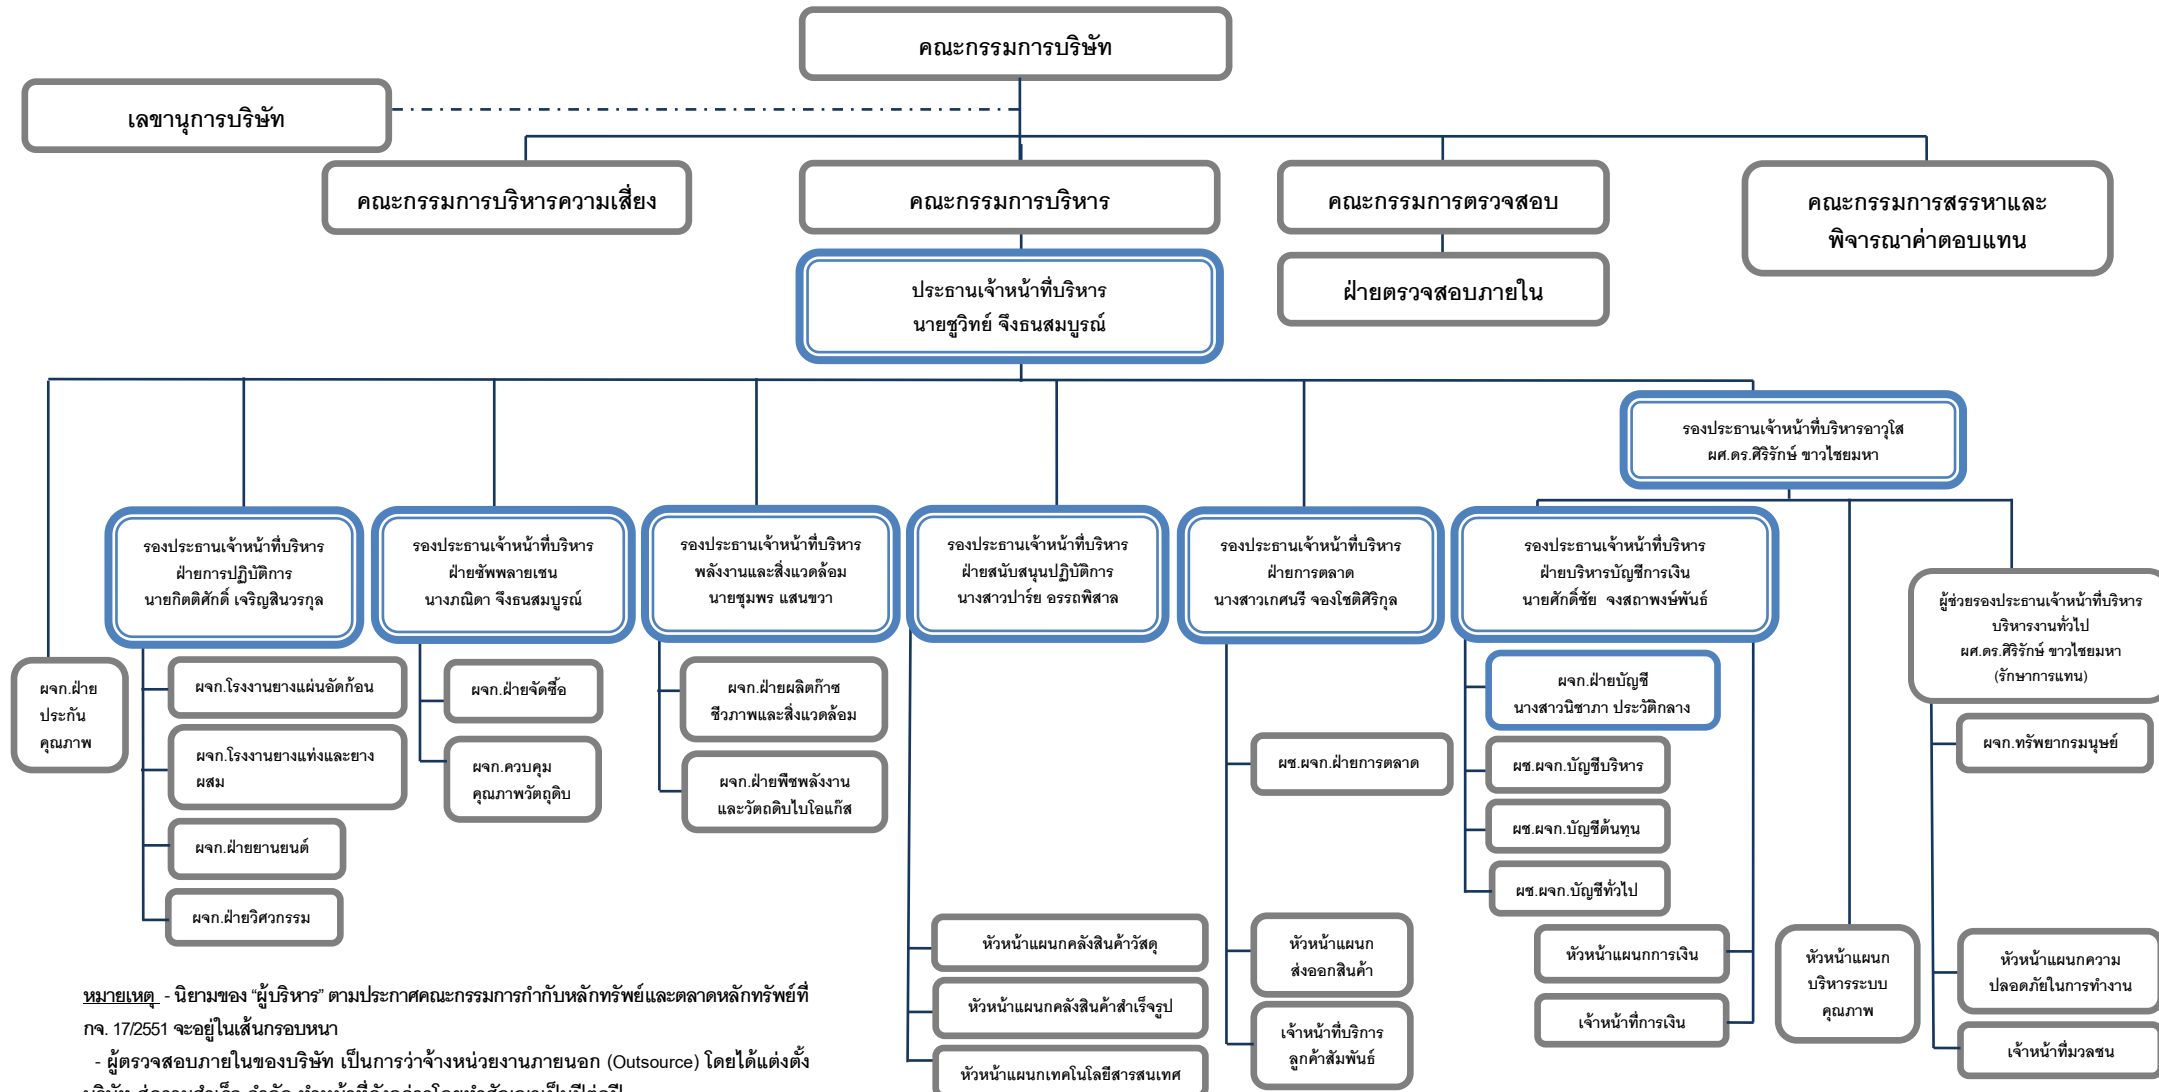 คณะกรรมการบริษัท
เลขานุการบริษัท
คณะกรรมการบริหารความเสี่ยง
คณะกรรมการบริหาร
คณะกรรมการตรวจสอบ
คณะกรรมการสรรหาและ
พิจารณาค่าตอบแทน
ประธานเจ้าหน้าที่บริหาร
นายชูวิทย์ จึงธนสมบูรณ์
ฝ่ายตรวจสอบภายใน
รองประธานเจ้าหน้าที่บริหารอาวุโส
ผศ.ดร.ศิริรักษ์ ขาวไชยมหา
รองประธานเจ้าหน้าที่บริหาร
ฝ่ายการปฏิบัติการ
นายกิตติศักดิ์ เจริญสินวรกุล
รองประธานเจ้าหน้าที่บริหาร
ฝ่ายซัพพลายเชน
นางภณิดา จึงธนสมบูรณ์
รองประธานเจ้าหน้าที่บริหาร
พลังงานและสิ่งแวดล้อม
นายชุมพร แสนขวา
รองประธานเจ้าหน้าที่บริหาร
ฝ่ายสนับสนุนปฏิบัติการ
นางสาวปาร์ย อรรถพิสาล
รองประธานเจ้าหน้าที่บริหาร
ฝ่ายการตลาด
นางสาวเกศนรี จองโชติศิริกุล
รองประธานเจ้าหน้าที่บริหาร
ฝ่ายบริหารบัญชีการเงิน
นายศักดิ์ชัย จงสถาพงษ์พันธ์
ผู้ช่วยรองประธานเจ้าหน้าที่บริหาร
บริหารงานทั่วไป
ผศ.ดร.ศิริรักษ์ ขาวไชยมหา
(รักษาการแทน)
ผจก.ฝ่าย
ประกัน
คุณภาพ
ผจก.โรงงานยางแผ่นอัดก้อน
ผจก.โรงงานยางแท่งและยาง
ผสม
ผจก.ฝ่ายยานยนต์
ผจก.ฝ่ายวิศวกรรม
ผจก.ฝ่ายจัดซื้อ
ผจก.ควบคุม
คุณภาพวัตถุดิบ
ผจก.ฝ่ายผลิตก๊าซ
ชีวภาพและสิ่งแวดล้อม
ผจก.ฝ่ายพืชพลังงาน
และวัตถดิบไบโอแก๊ส
หัวหน้าแผนกคลังสินค้าวัสดุ
หัวหน้าแผนกคลังสินค้าสำเร็จรูป
หัวหน้าแผนกเทคโนโลยีสารสนเทศ
ผช.ผจก.ฝ่ายการตลาด
หัวหน้าแผนก
ส่งออกสินค้า
เจ้าหน้าที่บริการ
ลูกค้าสัมพันธ์
ผจก.ฝ่ายบัญชี
นางสาวนิชาภา ประวัติกลาง
ผช.ผจก.บัญชีบริหาร
ผช.ผจก.บัญชีต้นทุน
ผช.ผจก.บัญชีทั่วไป
หัวหน้าแผนกการเงิน
เจ้าหน้าที่การเงิน
หัวหน้าแผนก
บริหารระบบ
คุณภาพ
ผจก.ทรัพยากรมนุษย์
หัวหน้าแผนกความ
ปลอดภัยในการทำงาน
เจ้าหน้าที่มวลชน
หมายเหตุ - นิยามของ “ผู้บริหาร” ตามประกาศคณะกรรมการกำกับหลักทรัพย์และตลาดหลักทรัพย์ที่
กจ. 17/2551 จะอยู่ในเส้นกรอบหนา
- ผู้ตรวจสอบภายในของบริษัท เป็นการว่าจ้างหน่วยงานภายนอก (Outsource) โดยได้แต่งตั้ง